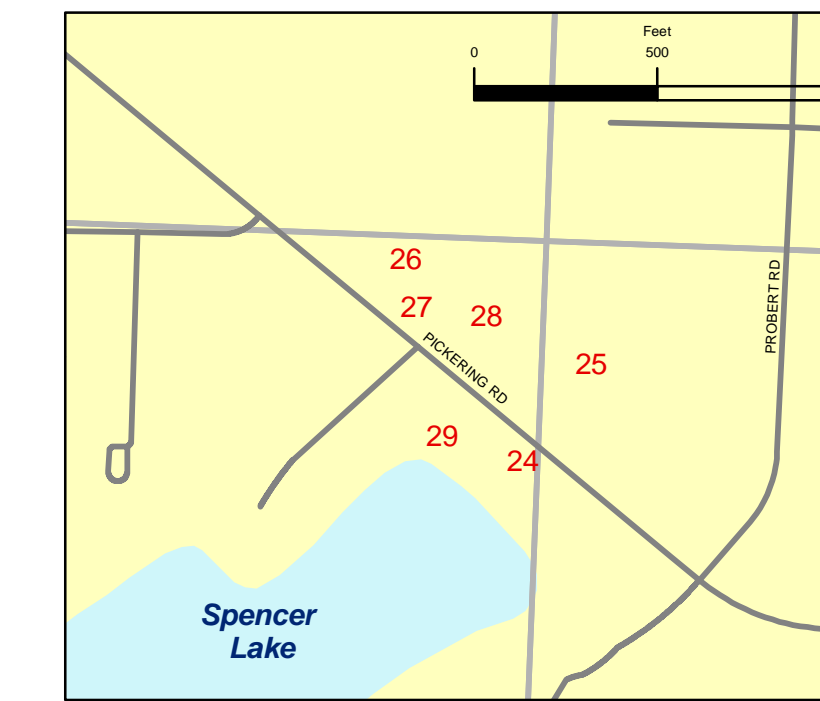 Feet
0 500
26
27
28
PROBERT RD
PICKERING RD
25
29
24
Spencer
Lake